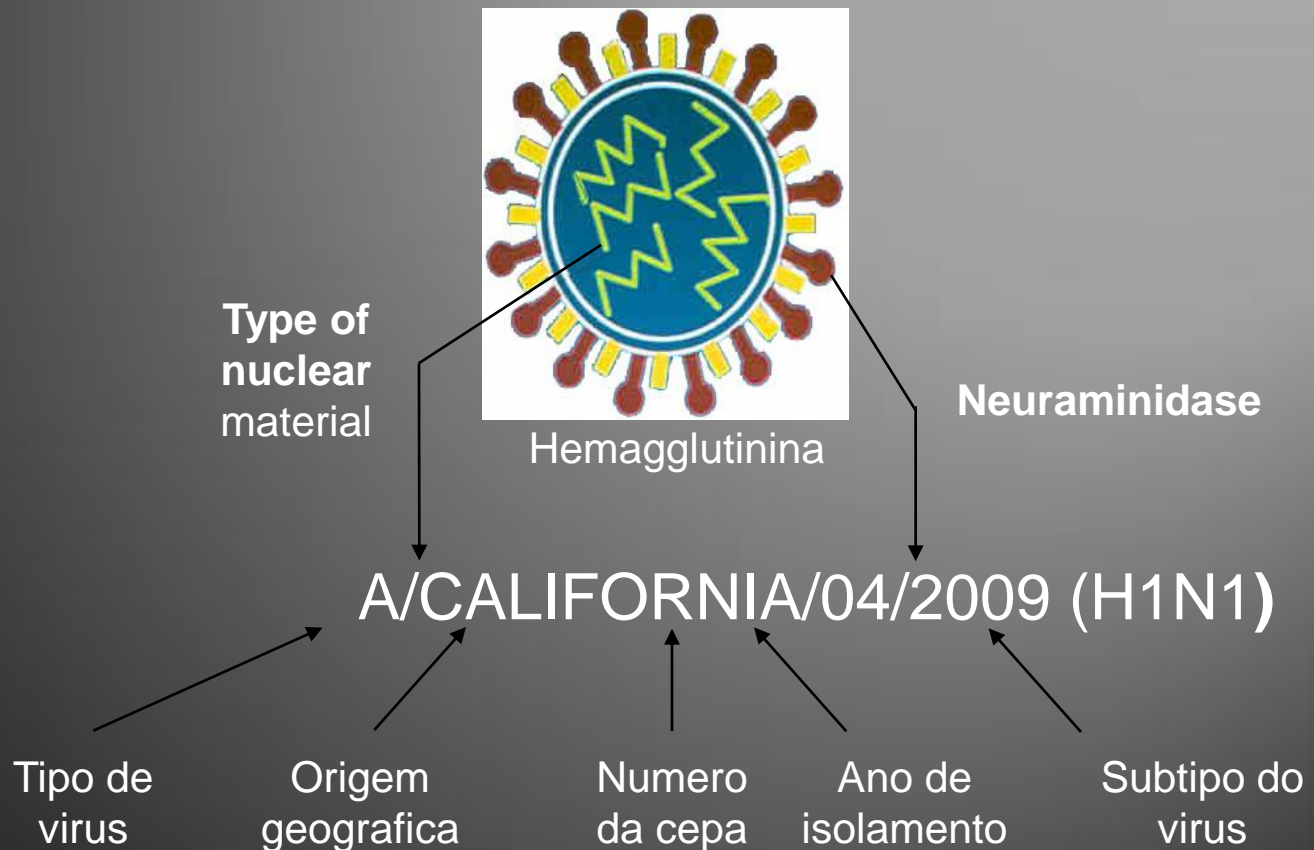 Type of
nuclear
material
Hemagglutinina
Neuraminidase
A/CALIFORNIA/04/2009 (H1N1)
Tipo de
virus
Origem
geografica
Numero
da cepa
Ano de
isolamento
Subtipo do
virus